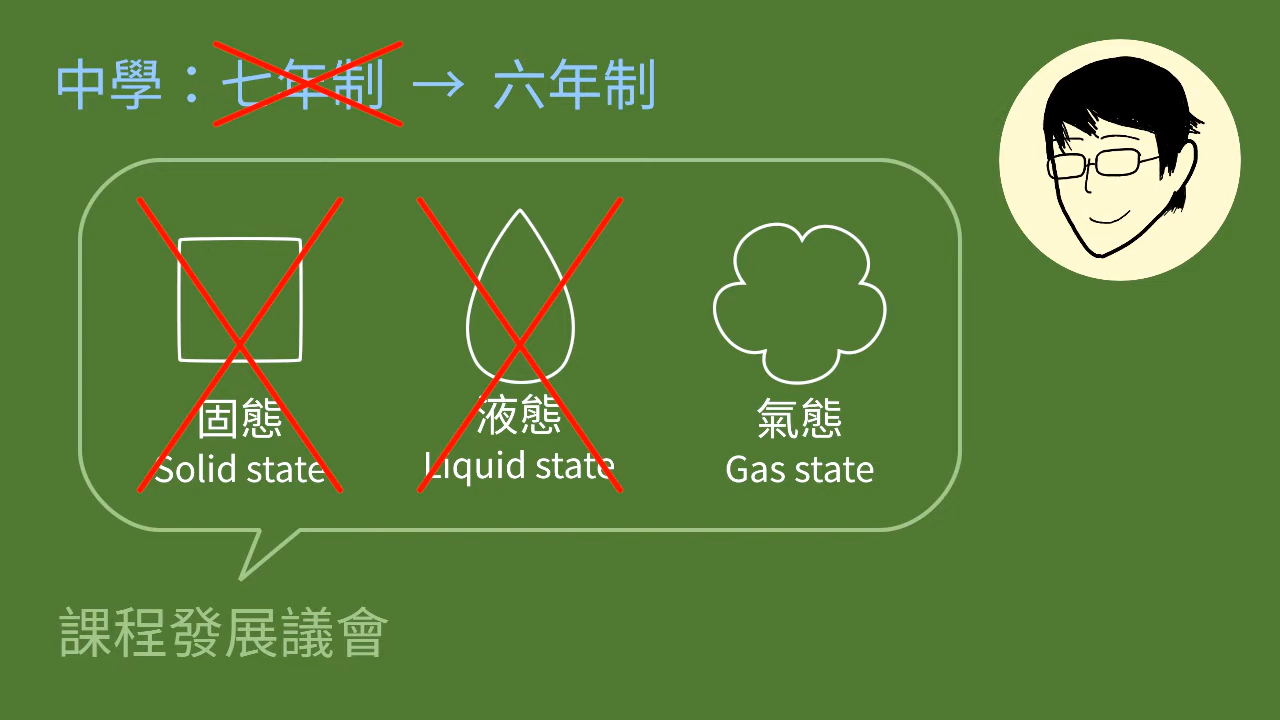 中學：七年制 → 六年制
固態
Solid state
液態
Liquid state
氣態
Gas state
課程發展議會